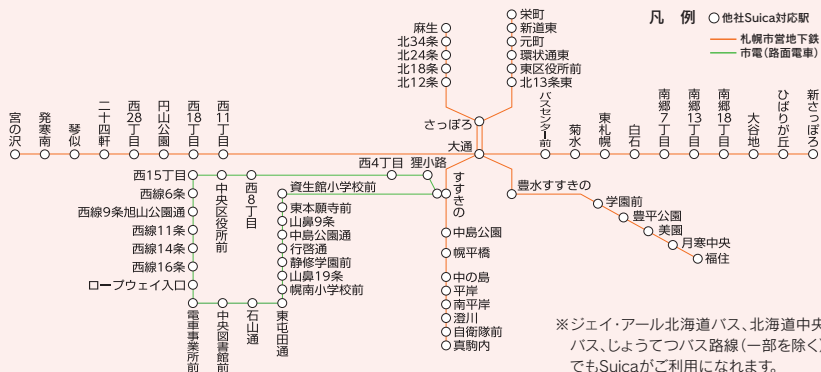 凡例
他社Suica対応駅
札幌市営地下鉄
市電(路面電車)
麻生
北34条
北24条
北18条
北12条
栄町
新道東
元町
環状通東
東区役所前
北13条東
さっぽろ
大通
宮の沢
発寒南
琴似
二十四軒
西28丁目
円山公園
西18丁目
西11丁目
バスセンター前
菊水
東札幌
白石
南郷7丁目
南郷13丁目
南郷18丁目
大谷地
ひばりが丘
新さっぽろ
西15丁目
西線6条
西線9条旭山公園通
西線11条
西線14条
西線16条
ロープウェイ入口
電車事業所前
中央図書館前
石山通
東屯田通
中央区役所前
西8丁目
西4丁目
狸小路
すすきの
資生館小学校前
東本願寺前
山鼻9条
中島公園通
行啓通
静修学園前
山鼻19条
幌南小学校前
中島公園
幌平橋
中の島
平岸
南平岸
澄川
自衛隊前
真駒内
豊水すすきの
学園前
豊平公園
美園
月寒中央
福住
※ジェイ・アール北海道バス、北海道中央
バス、じょうてつバス路線(一部を除く)
でもSuicaがご利用になれます。